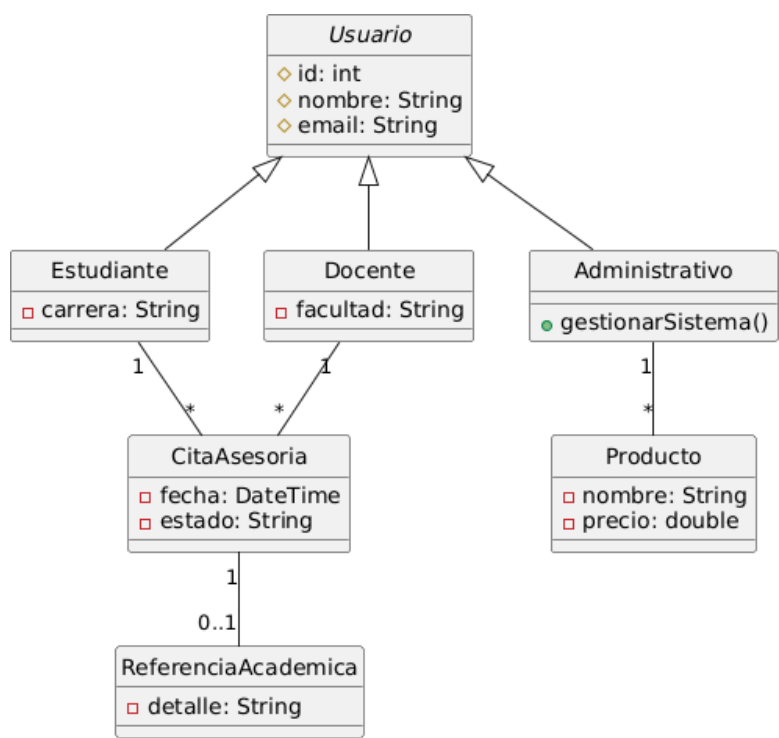 Usuario
id: int
nombre: String
email: String
Estudiante
carrera: String
Docente
facultad: String
Administrativo
gestionarSistema()
1
*
1
*
1
*
CitaAsesoria
fecha: DateTime
estado: String
Producto
nombre: String
precio: double
1
0..1
ReferenciaAcademica
detalle: String